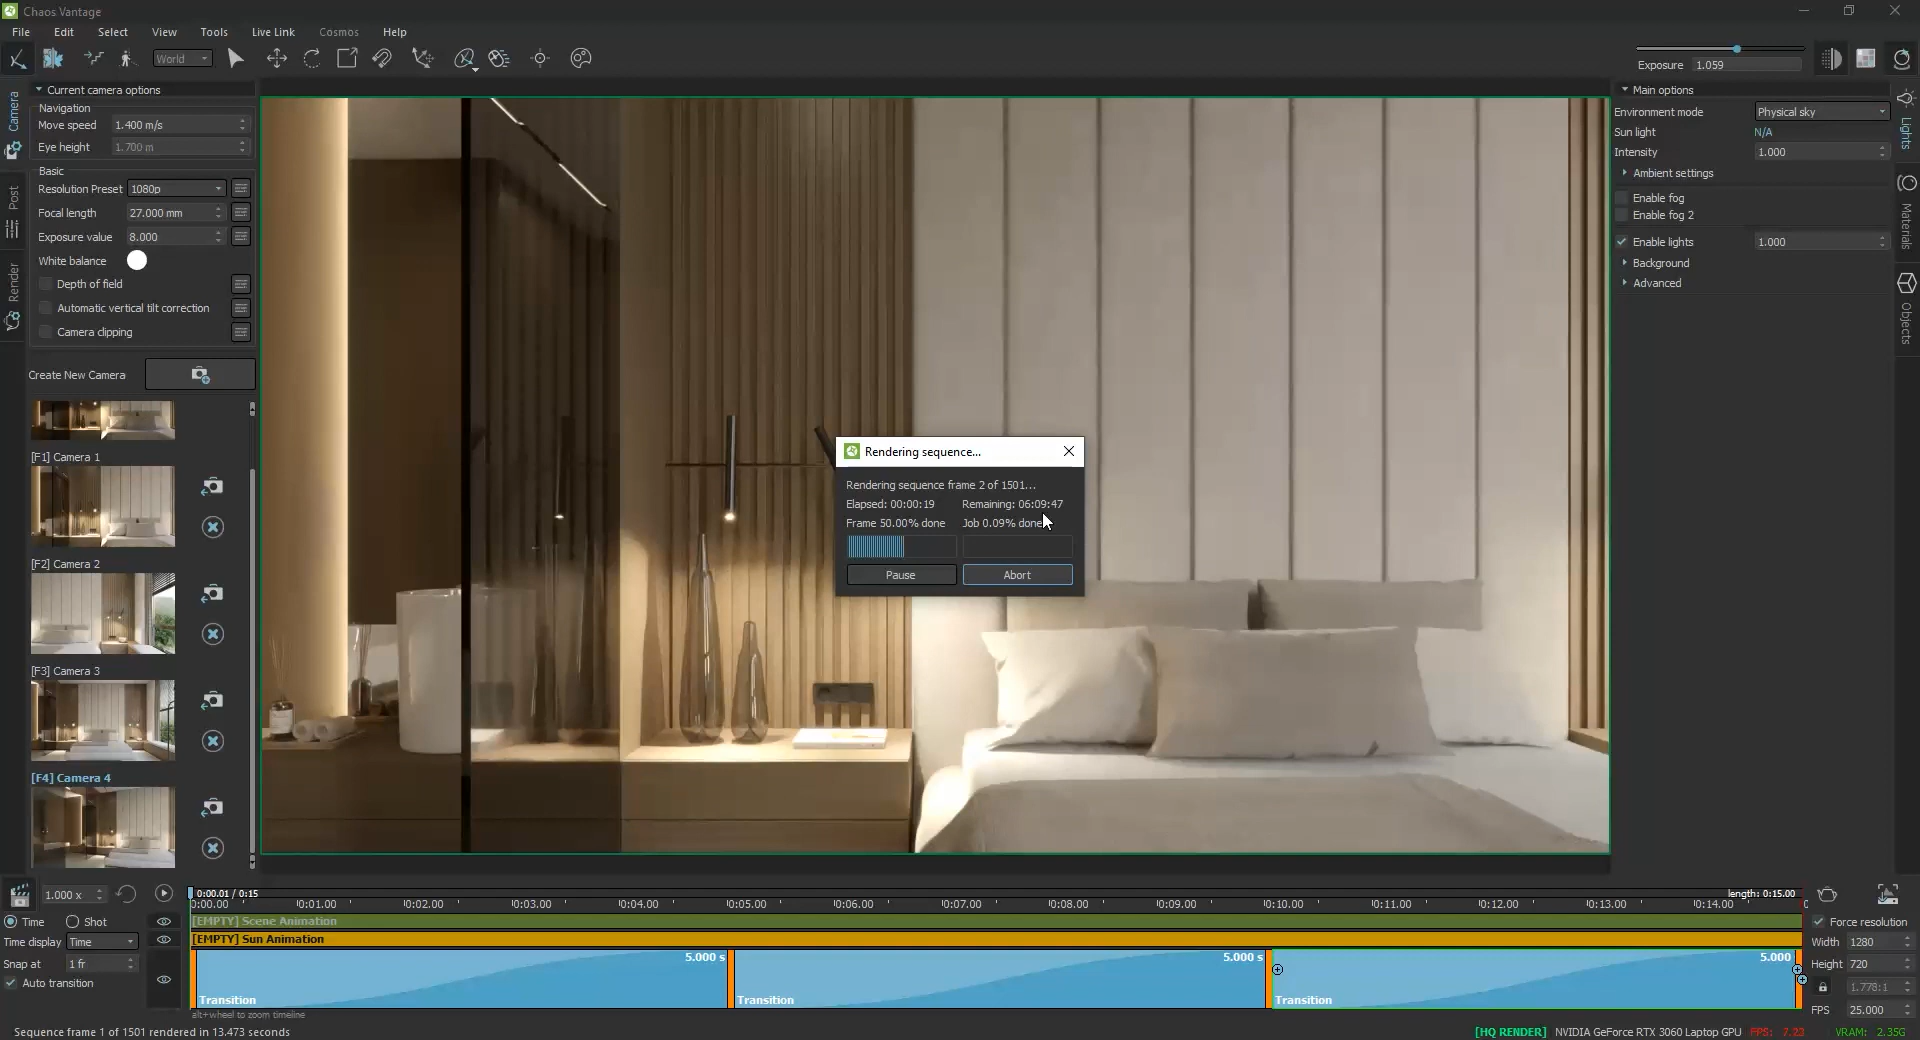 Chaos Vantage
File Edit Select View Tools Live Link Cosmos Help
World
Exposure 1.059
Camera
Post
Render
Current camera options
Navigation
Move speed 1.400 m/s
Eye height 1.700 m
Basic
Resolution Preset 1080p
Focal length 27.000 mm
Exposure value 8.000
White balance
Depth of field
Automatic vertical tilt correction
Camera clipping
Create New Camera
[F1] Camera 1
[F2] Camera 2
[F3] Camera 3
[F4] Camera 4
Rendering sequence...
Rendering sequence frame 2 of 1501...
Elapsed: 00:00:19 Remaining: 06:09:47
Frame 50.00% done Job 0.09% done
Pause Abort
Main options
Environment mode Physical sky
Sun light N/A
Intensity 1.000
Ambient settings
Enable fog
Enable fog 2
Enable lights 1.000
Background
Advanced
Lights
Materials
Objects
1.000 x
0:00.01 / 0:15 length: 0:15.00
0:00.00 0:01.00 0:02.00 0:03.00 0:04.00 0:05.00 0:06.00 0:07.00 0:08.00 0:09.00 0:10.00 0:11.00 0:12.00 0:13.00 0:14.00
Time Shot
[EMPTY] Scene Animation
Time display Time
[EMPTY] Sun Animation
Snap at 1 fr
Auto transition
5.000 s 5.000 s 5.000
Transition Transition Transition
alt+wheel to zoom timeline
Force resolution
Width 1280
Height 720
1.778:1
FPS 25.000
Sequence frame 1 of 1501 rendered in 13.473 seconds
[HQ RENDER] NVIDIA GeForce RTX 3060 Laptop GPU FPS: 7.22 VRAM: 2.35G